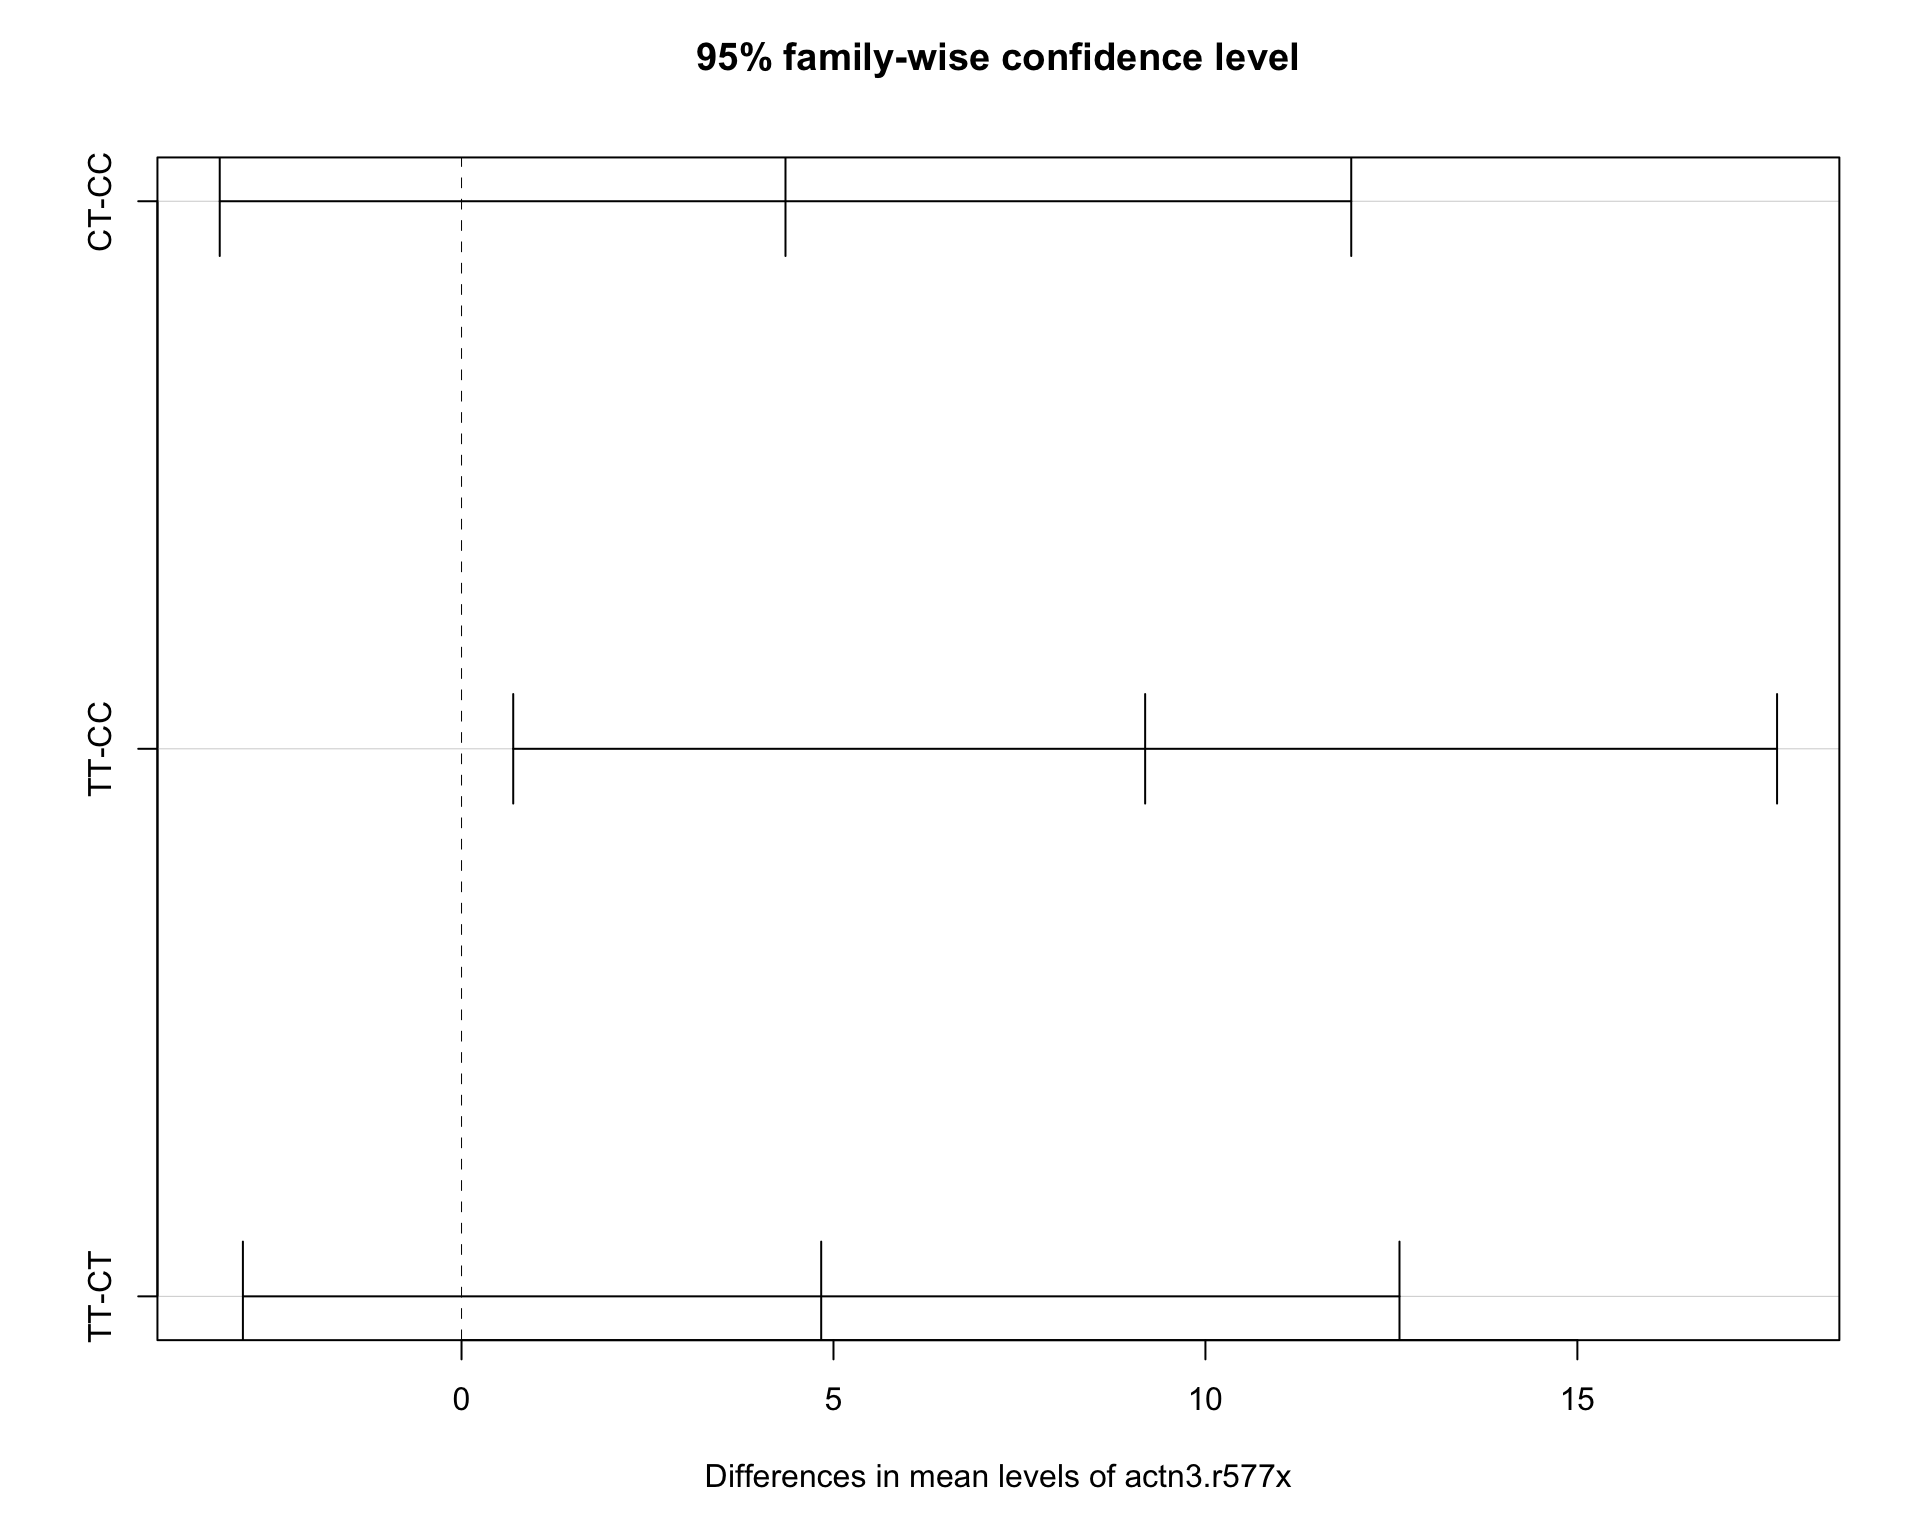 95% family-wise confidence level
CT-CC
TT-CC
TT-CT
0 5 10 15
Differences in mean levels of actn3.r577x